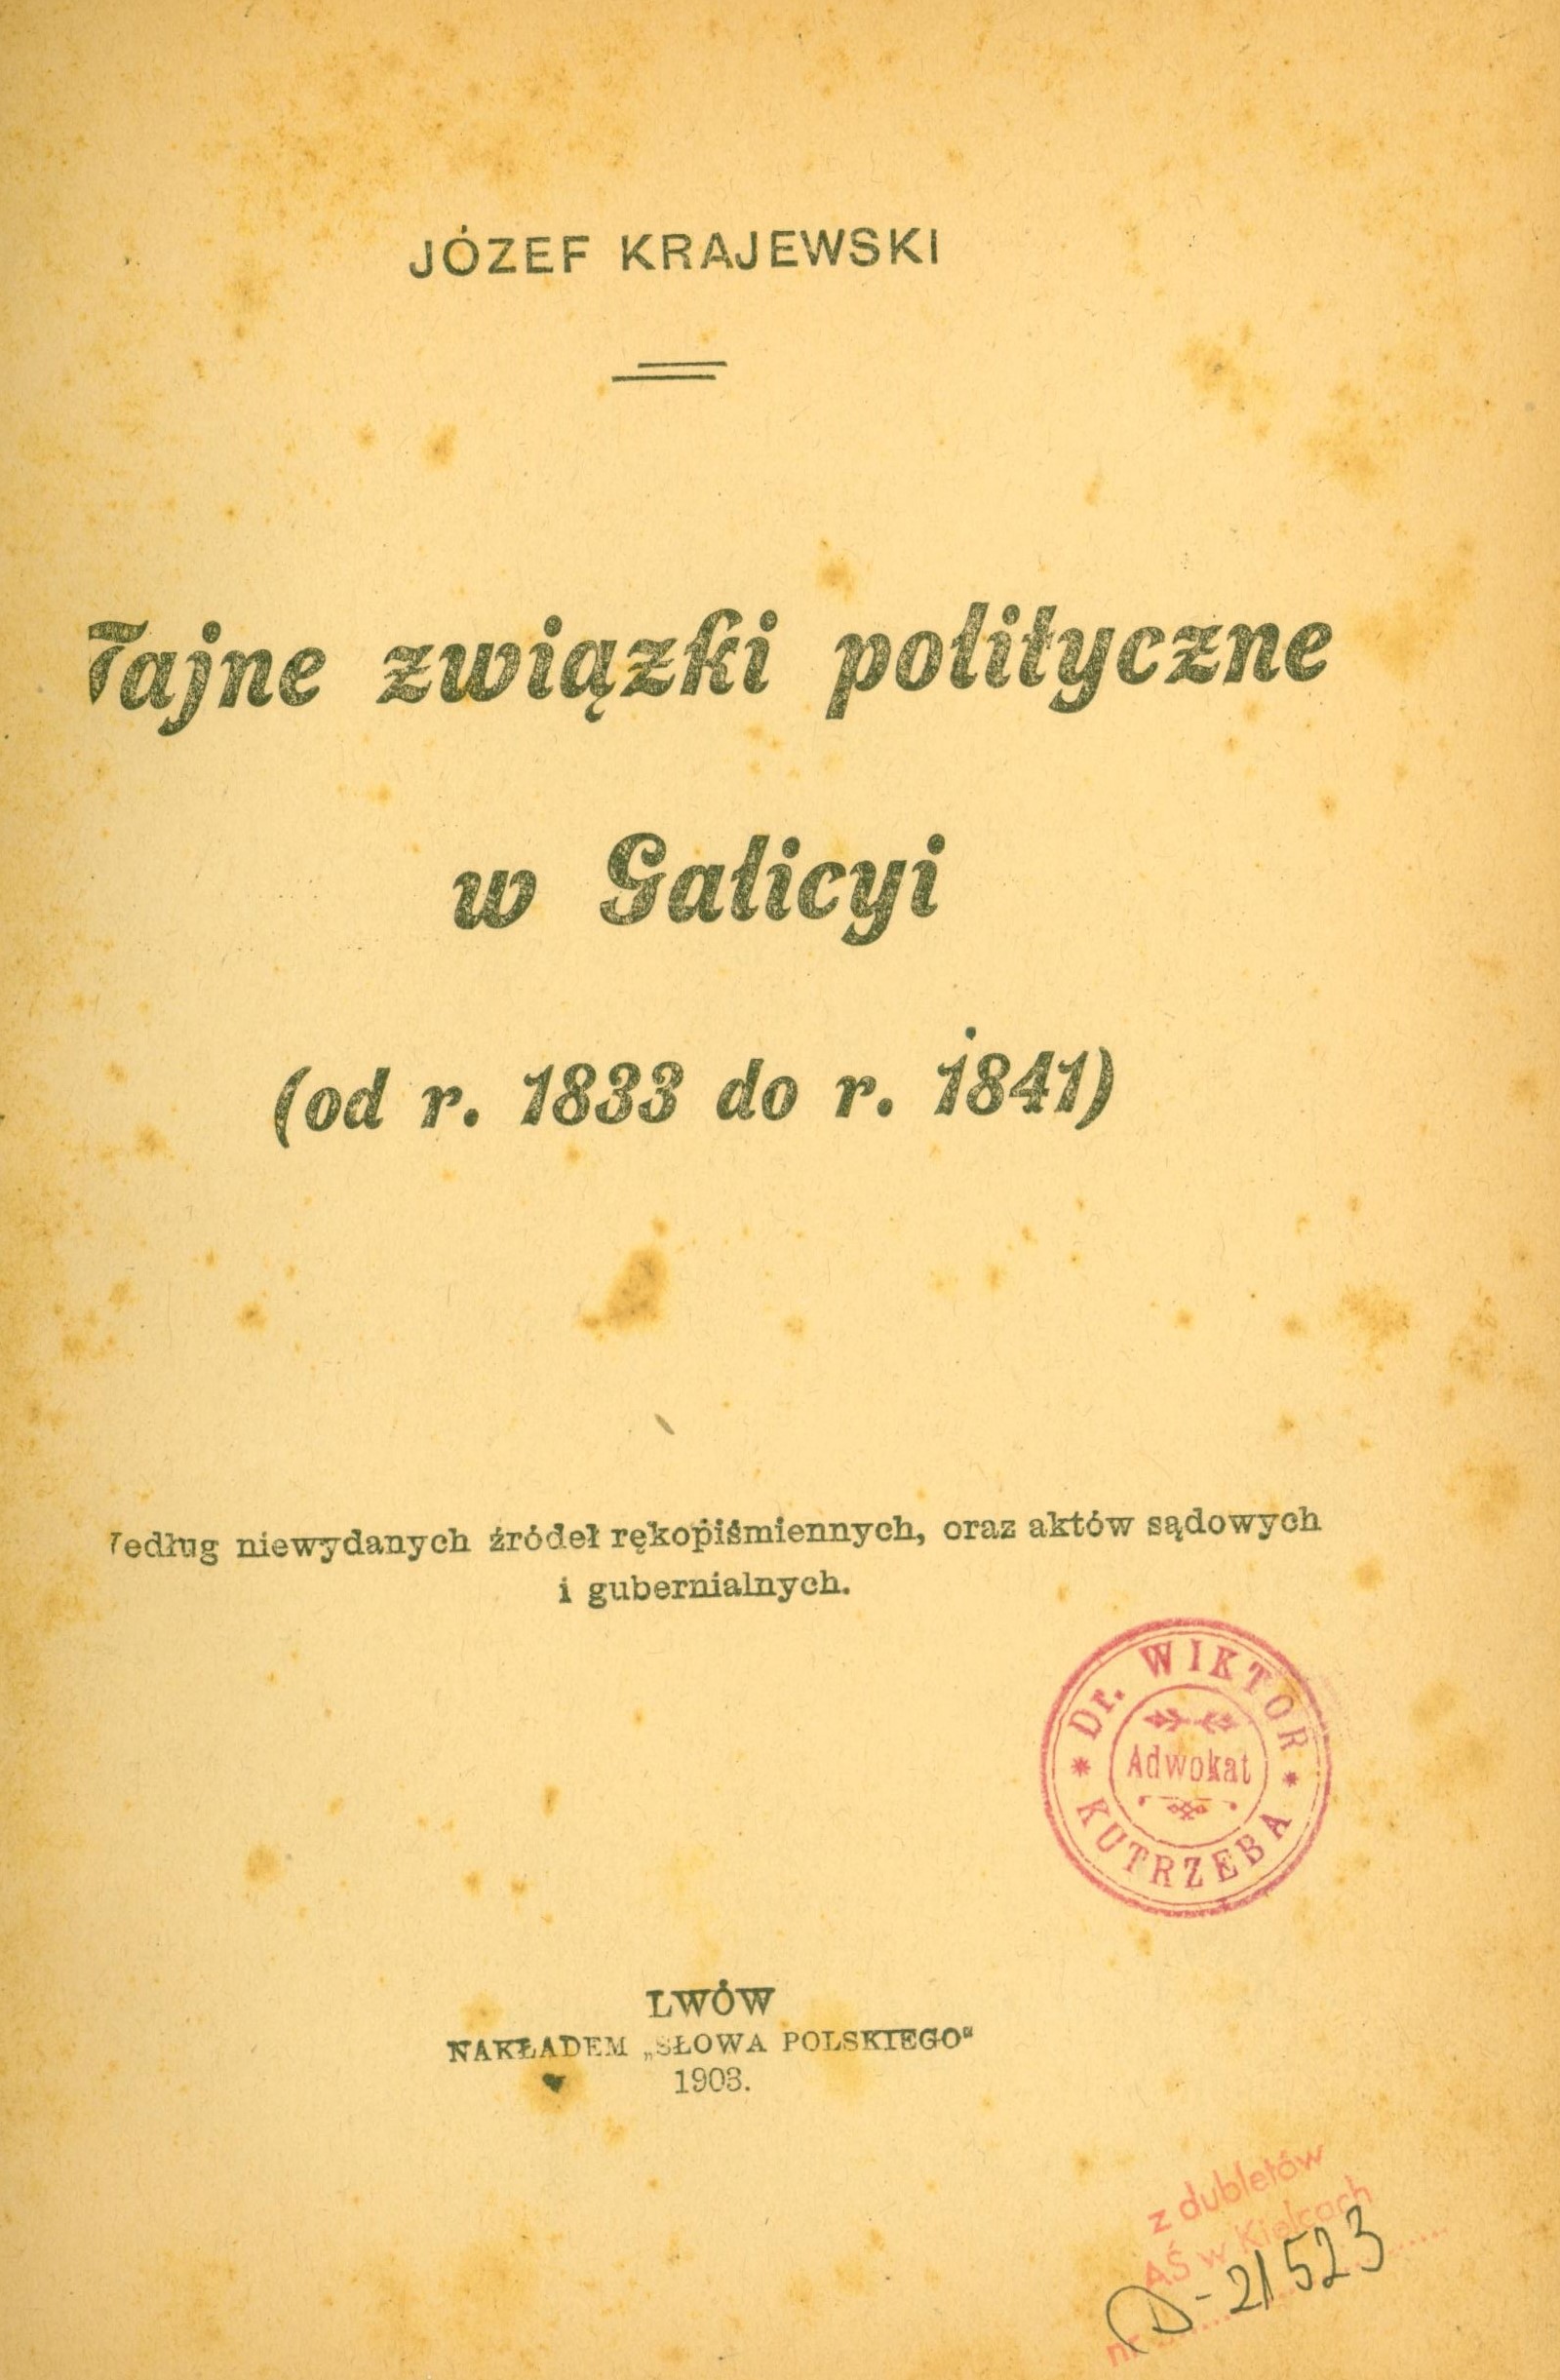 JÓZEF KRAJEWSKI
Tajne związki polityczne
w Galicyi
(od r. 1833 do r. 1841)
Według niewydanych źródeł rękopiśmiennych, oraz aktów sądowych
i gubernialnych.
Dr. WIKTOR
Adwokat
KUTRZEBA
LWÓW
NAKŁADEM „SŁOWA POLSKIEGO“
1903.
z dubletów
AŚ w Kielcach
nr D-21523